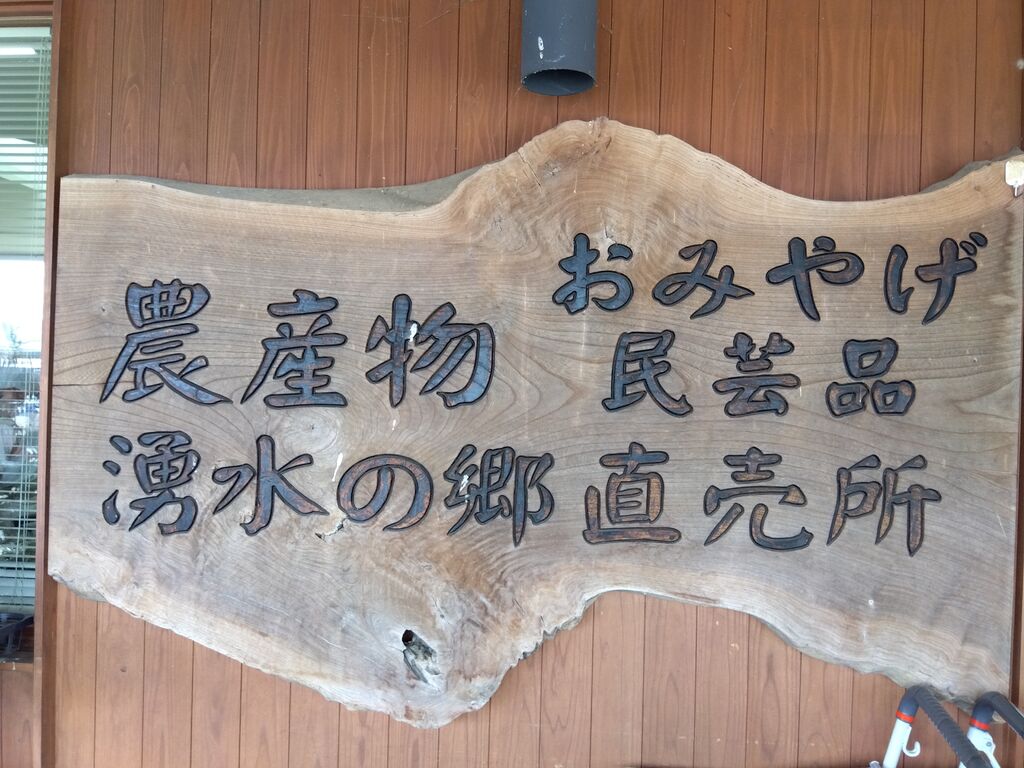 農産物
おみやげ
民芸品
湧水の郷直売所